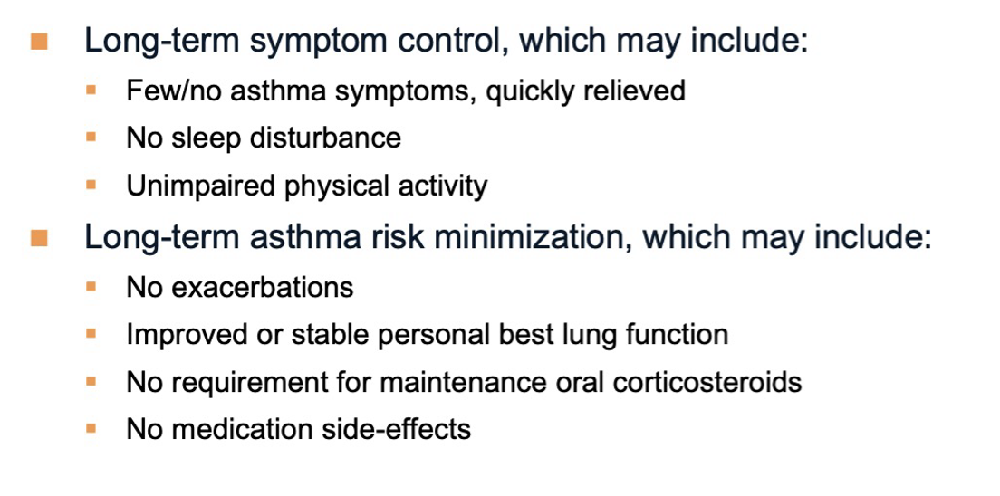 Long-term symptom control, which may include:
Few/no asthma symptoms, quickly relieved
No sleep disturbance
Unimpaired physical activity
Long-term asthma risk minimization, which may include:
No exacerbations
Improved or stable personal best lung function
No requirement for maintenance oral corticosteroids
No medication side-effects